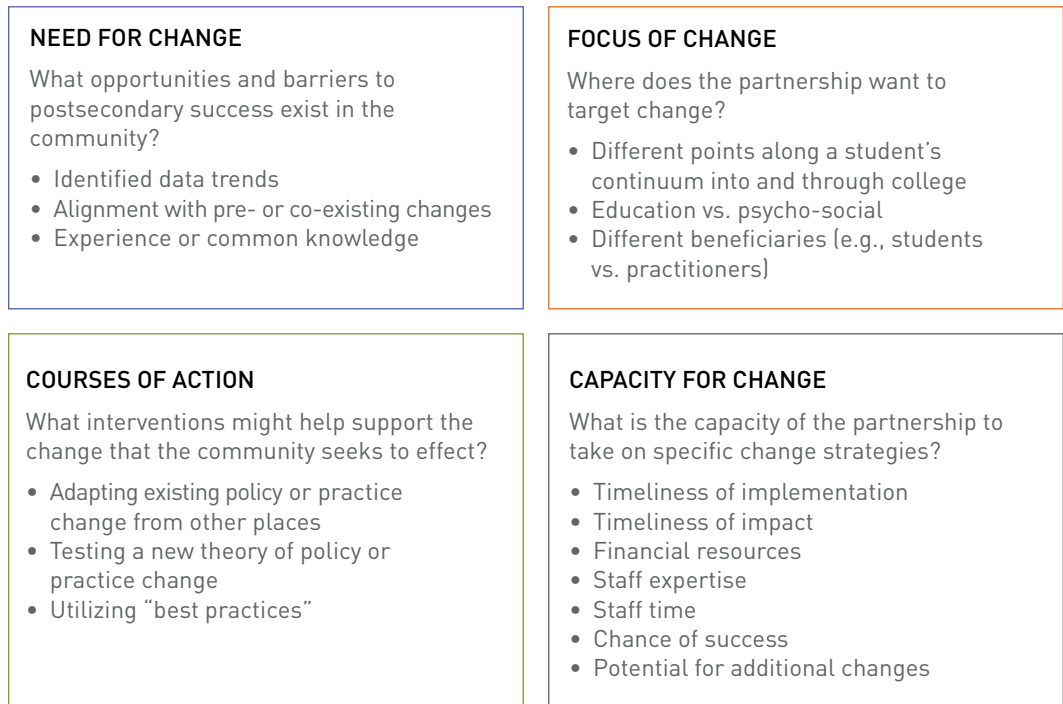 NEED FOR CHANGE
What opportunities and barriers to
postsecondary success exist in the
community?
• Identified data trends
• Alignment with pre- or co-existing changes
• Experience or common knowledge
FOCUS OF CHANGE
Where does the partnership want to
target change?
• Different points along a student’s
continuum into and through college
• Education vs. psycho-social
• Different beneficiaries (e.g., students
vs. practitioners)
COURSES OF ACTION
What interventions might help support the
change that the community seeks to effect?
• Adapting existing policy or practice
change from other places
• Testing a new theory of policy or
practice change
• Utilizing “best practices”
CAPACITY FOR CHANGE
What is the capacity of the partnership to
take on specific change strategies?
• Timeliness of implementation
• Timeliness of impact
• Financial resources
• Staff expertise
• Staff time
• Chance of success
• Potential for additional changes